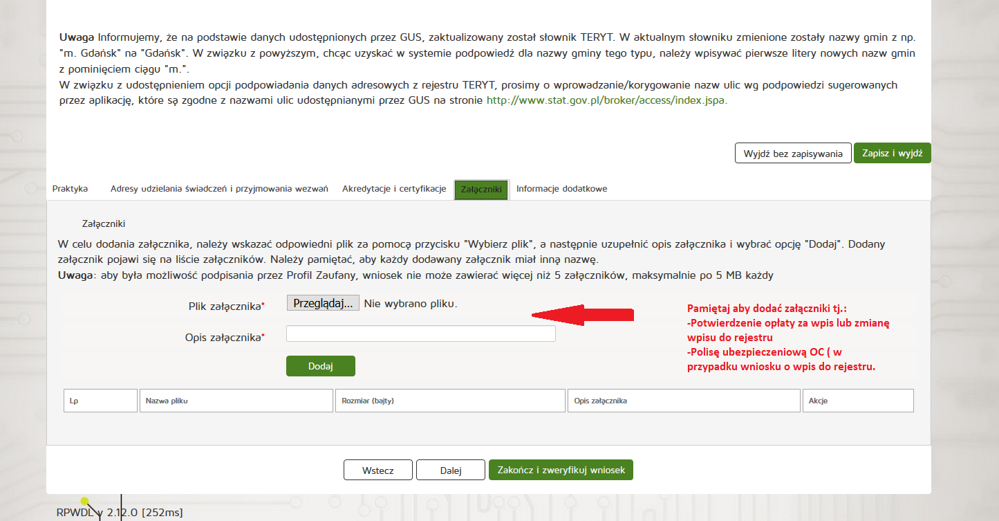 Uwaga Informujemy, że na podstawie danych udostępnionych przez GUS, zaktualizowany został słownik TERYT. W aktualnym słowniku zmienione zostały nazwy gmin z np.
"m. Gdańsk" na "Gdańsk". W związku z powyższym, chcąc uzyskać w systemie podpowiedź dla nazwy gminy tego typu, należy wpisywać pierwsze litery nowych nazw gmin
z pominięciem ciągu "m.".
W związku z udostępnieniem opcji podpowiadania danych adresowych z rejestru TERYT, prosimy o wprowadzanie/korygowanie nazw ulic wg podpowiedzi sugerowanych
przez aplikację, które są zgodne z nazwami ulic udostępnianymi przez GUS na stronie http://www.stat.gov.pl/broker/access/index.jspa.
Wyjdź bez zapisywania Zapisz i wyjdź
Praktyka Adresy udzielania świadczeń i przyjmowania wezwań Akredytacje i certyfikacje Załączniki Informacje dodatkowe
Załączniki
W celu dodania załącznika, należy wskazać odpowiedni plik za pomocą przycisku "Wybierz plik", a następnie uzupełnić opis załącznika i wybrać opcję "Dodaj". Dodany
załącznik pojawi się na liście załączników. Należy pamiętać, aby każdy dodawany załącznik miał inną nazwę.
Uwaga: aby była możliwość podpisania przez Profil Zaufany, wniosek nie może zawierać więcej niż 5 załączników, maksymalnie po 5 MB każdy
Plik załącznika* Przeglądaj... Nie wybrano pliku.
Opis załącznika*
Dodaj
Pamiętaj aby dodać załączniki tj.:
-Potwierdzenie opłaty za wpis lub zmianę
wpisu do rejestru
-Polisę ubezpieczeniową OC ( w
przypadku wniosku o wpis do rejestru.
Lp Nazwa pliku Rozmiar (bajty) Opis załącznika Akcje
Wstecz Dalej Zakończ i zweryfikuj wniosek
RPWDL v 2.12.0 [252ms]